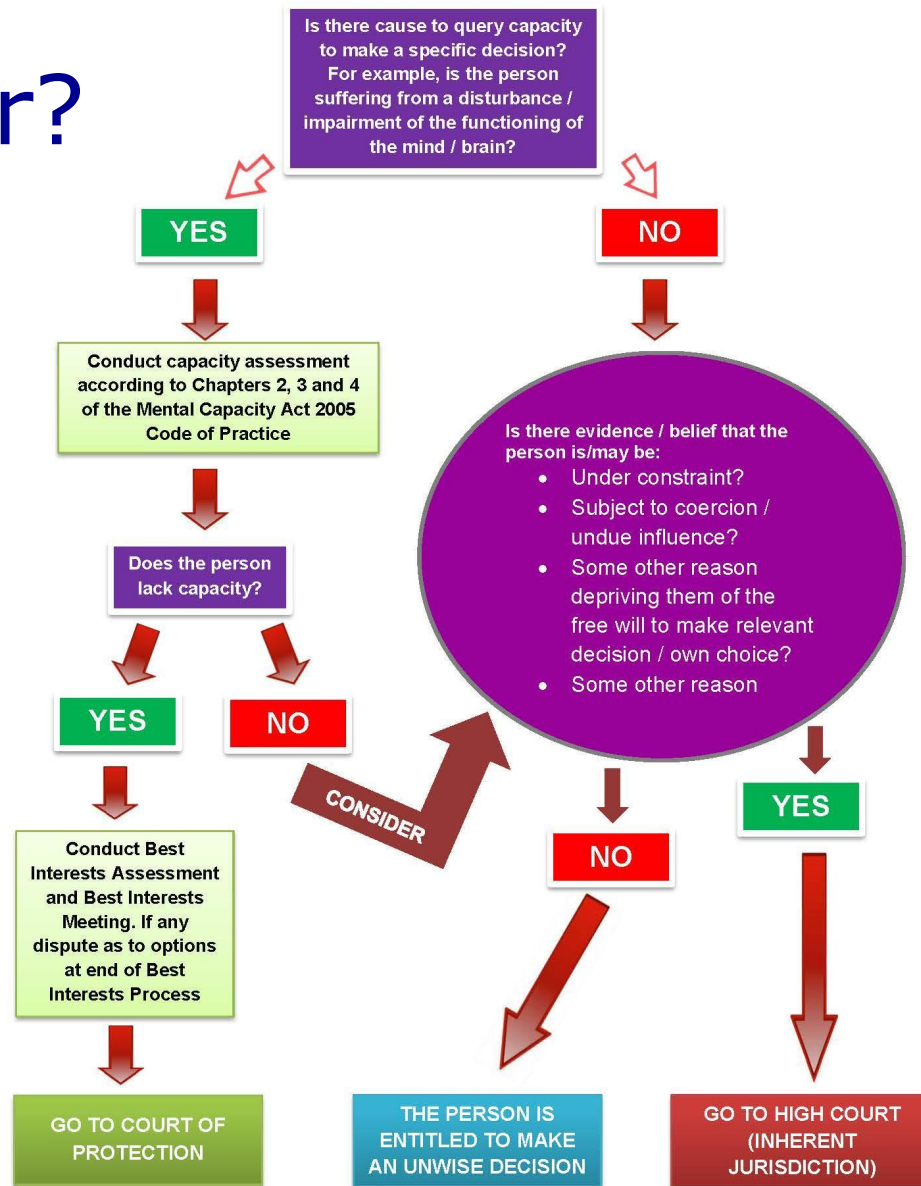 r?
Is there cause to query capacity
to make a specific decision?
For example, is the person
suffering from a disturbance /
impairment of the functioning of
the mind / brain?
YES
NO
Conduct capacity assessment
according to Chapters 2, 3 and 4
of the Mental Capacity Act 2005
Code of Practice
Is there evidence / belief that the
person is/may be:
• Under constraint?
• Subject to coercion /
undue influence?
• Some other reason
depriving them of the
free will to make relevant
decision / own choice?
• Some other reason
Does the person
lack capacity?
YES
NO
CONSIDER
NO
YES
Conduct Best
Interests Assessment
and Best Interests
Meeting. If any
dispute as to options
at end of Best
Interests Process
GO TO COURT OF
PROTECTION
THE PERSON IS
ENTITLED TO MAKE
AN UNWISE DECISION
GO TO HIGH COURT
(INHERENT
JURISDICTION)